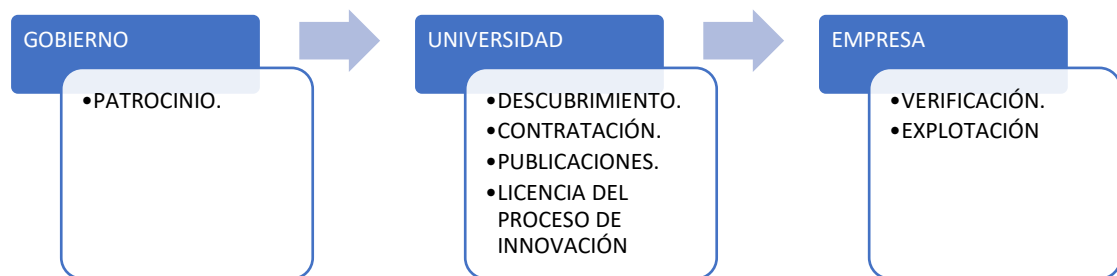 GOBIERNO
•PATROCINIO.
UNIVERSIDAD
•DESCUBRIMIENTO.
•CONTRATACIÓN.
•PUBLICACIONES.
•LICENCIA DEL
PROCESO DE
INNOVACIÓN
EMPRESA
•VERIFICACIÓN.
•EXPLOTACIÓN